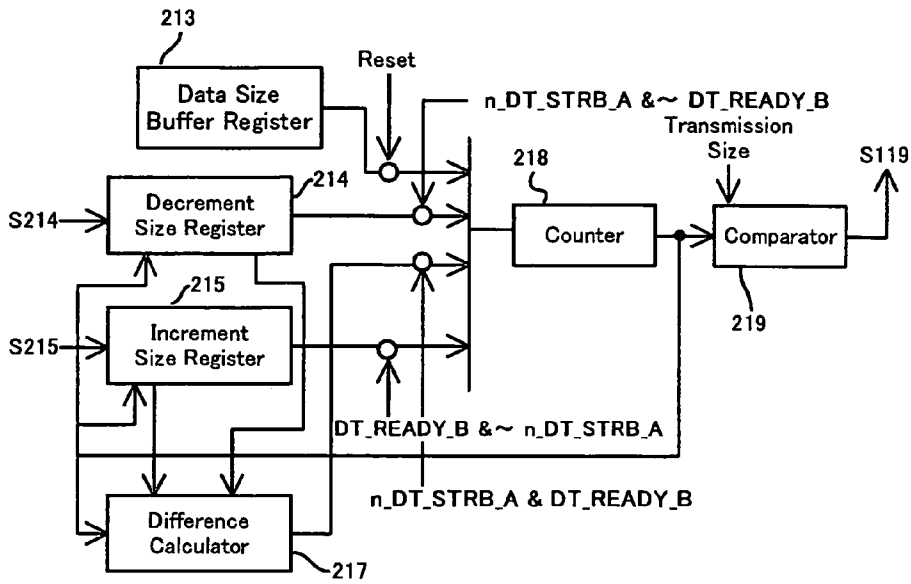 213
Reset
Data Size
Buffer Register
n_DT_STRB_A &~ DT_READY_B
Transmission
Size
S119
214
218
S214
Decrement
Size Register
Counter
Comparator
215
219
S215
Increment
Size Register
DT_READY_B &~ n_DT_STRB_A
n_DT_STRB_A & DT_READY_B
Difference
Calculator
217